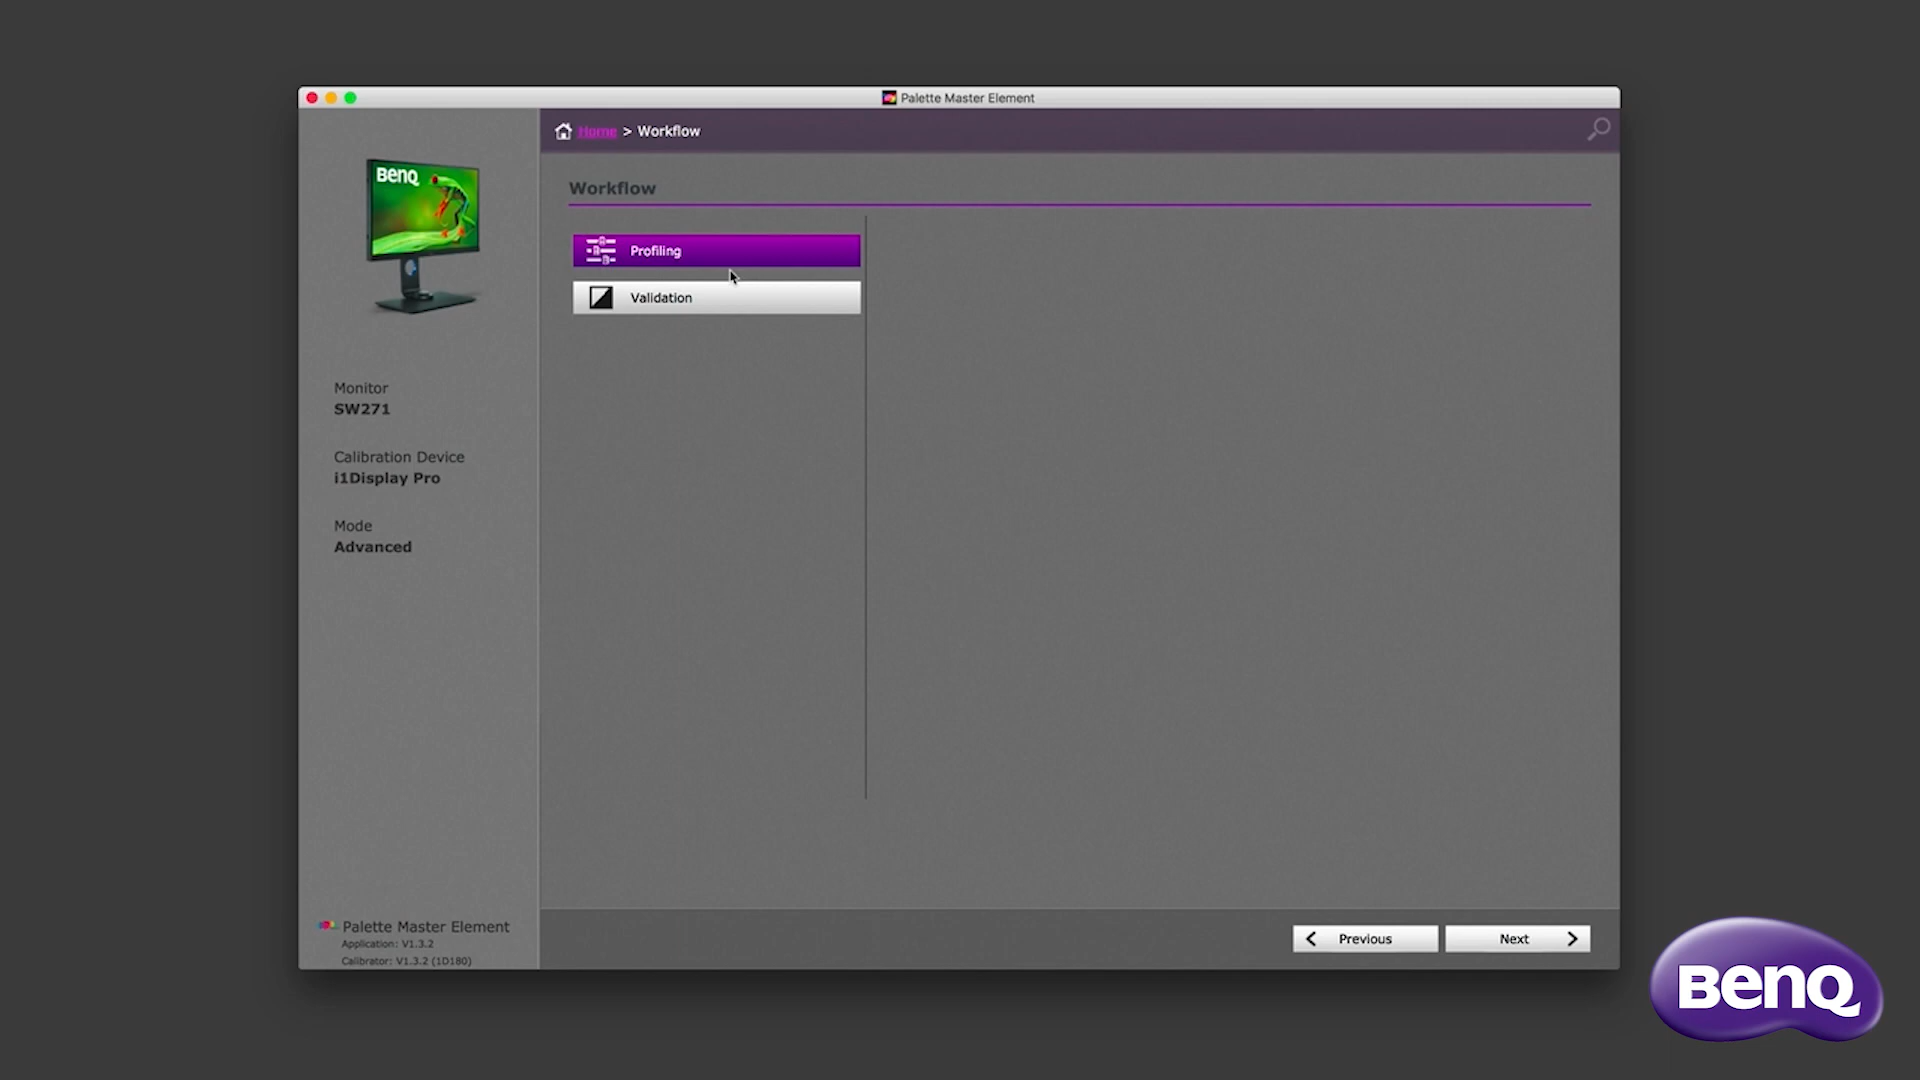 Palette Master Element
Home > Workflow
BenQ
Workflow
Profiling
Validation
Monitor
SW271
Calibration Device
i1Display Pro
Mode
Advanced
Palette Master Element
Application: V1.3.2
Calibrator: V1.3.2 (1D180)
Previous
Next
BenQ